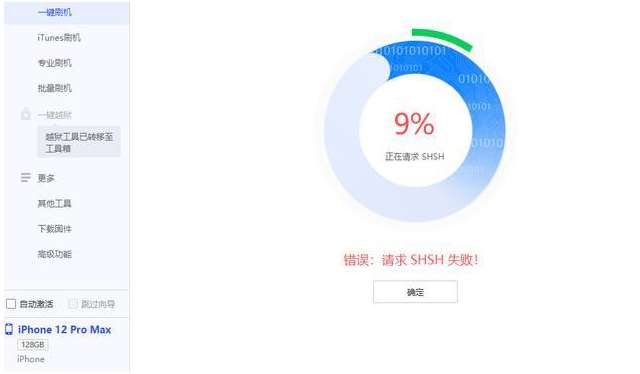 一键刷机
iTunes刷机
专业刷机
批量刷机
一键越狱
越狱工具已转移至
工具箱
更多
其他工具
下载固件
高级功能
自动激活
跳过向导
iPhone 12 Pro Max
128GB
iPhone
10101010101
010101
01010
0101
0101
9%
正在请求 SHSH
错误：请求 SHSH 失败！
确定